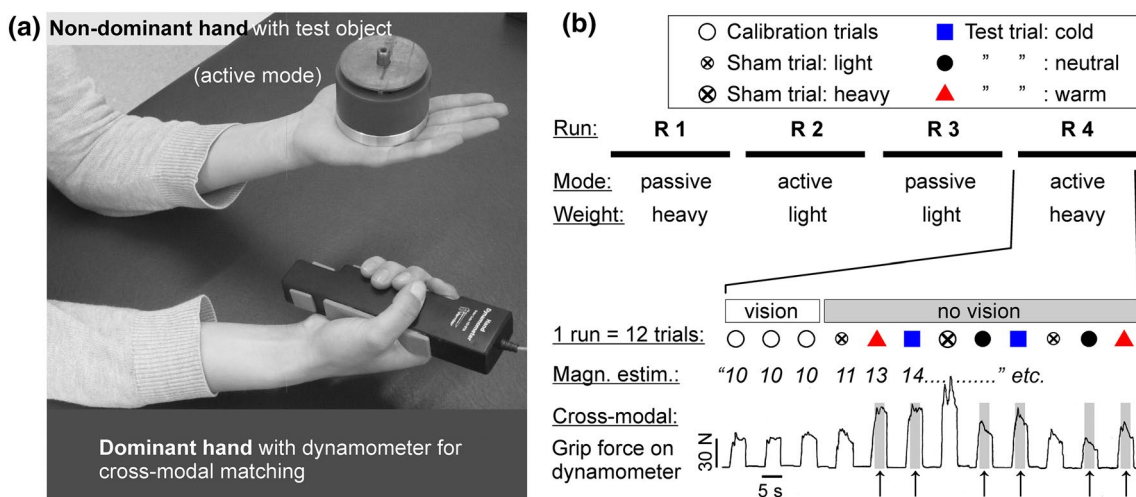 (a)
Non-dominant hand with test object
(active mode)
Hand
Dynamometer
Dominant hand with dynamometer for
cross-modal matching
(b)
Calibration trials
Sham trial: light
Sham trial: heavy
Test trial: cold
” ” : neutral
” ” : warm
Run: R 1 R 2 R 3 R 4
Mode: passive active passive active
Weight: heavy light light heavy
vision no vision
1 run = 12 trials:
Magn. estim.: “10 10 10 11 13 14............” etc.
Cross-modal:
Grip force on
dynamometer
30 N
5 s